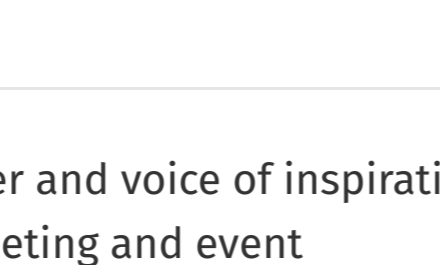 er and voice of inspirati
eting and event